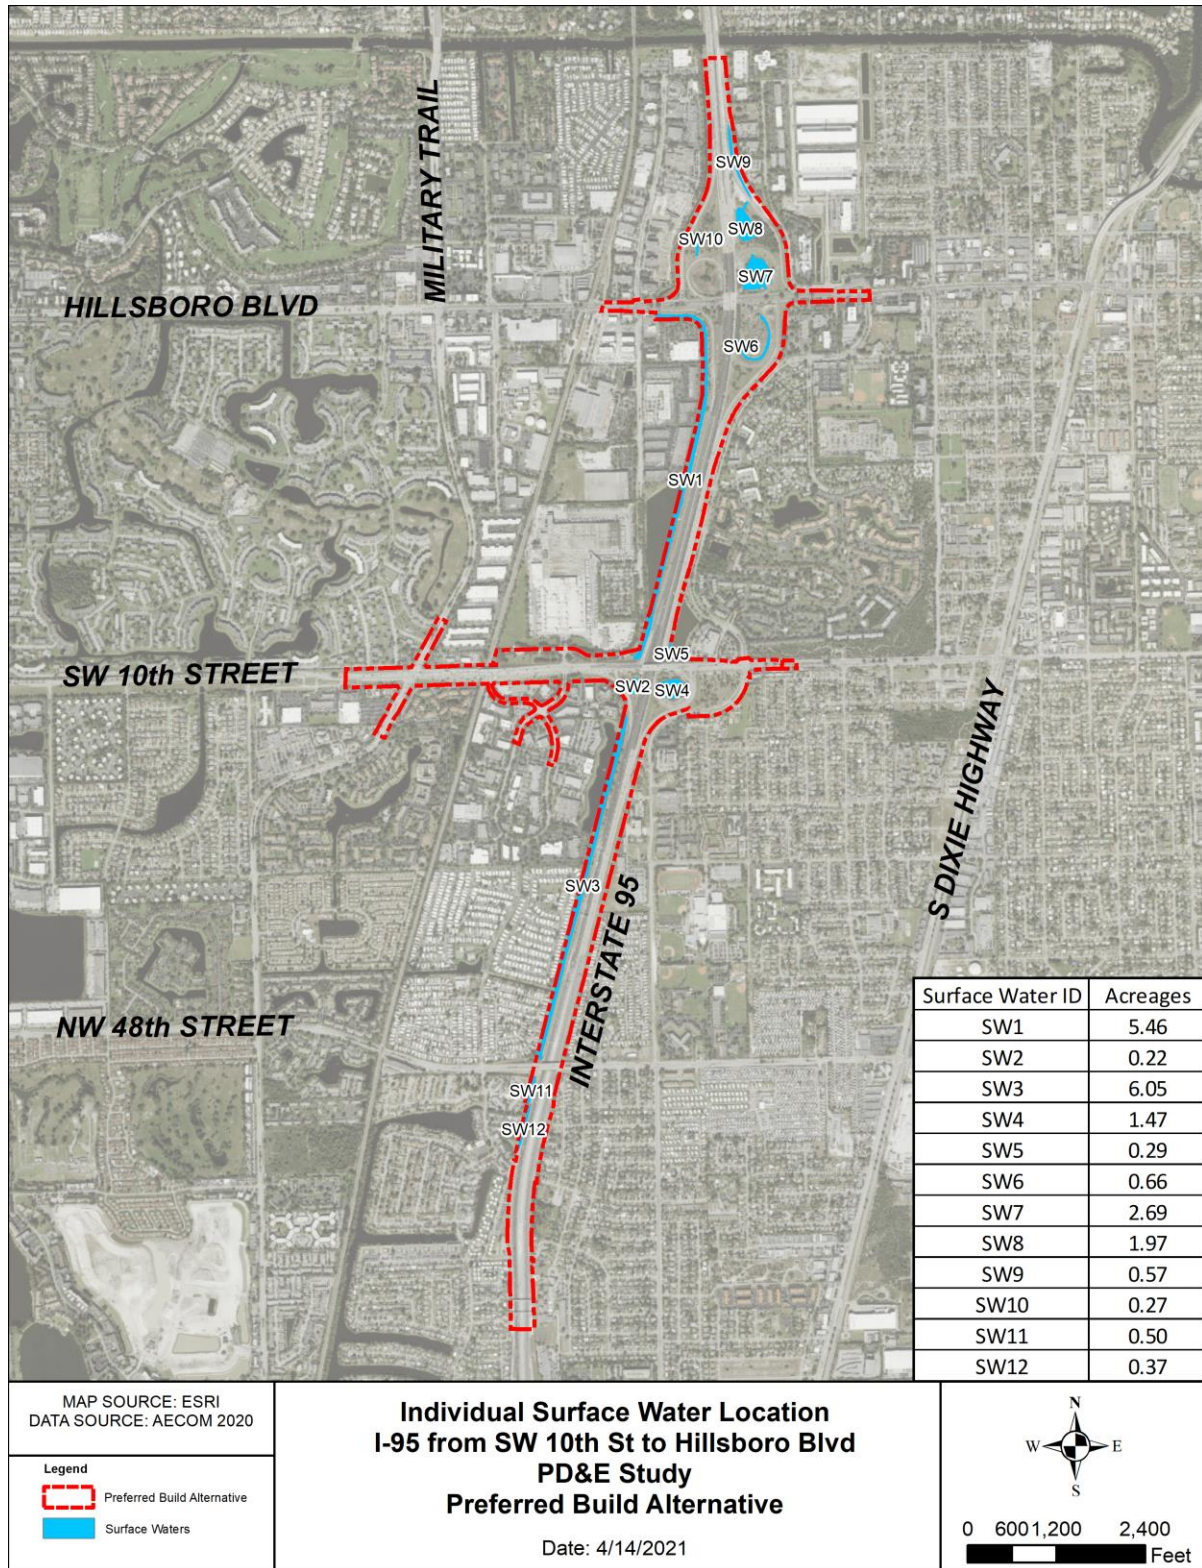 MILITARY TRAIL
SW9
SW8
SW10
SW7
HILLSBORO BLVD
SW6
SW1
SW5
SW 10th STREET
SW2
SW4
S DIXIE HIGHWAY
SW3
INTERSTATE 95
NW 48th STREET
SW11
SW12
Surface Water ID Acreages
SW1 5.46
SW2 0.22
SW3 6.05
SW4 1.47
SW5 0.29
SW6 0.66
SW7 2.69
SW8 1.97
SW9 0.57
SW10 0.27
SW11 0.50
SW12 0.37
MAP SOURCE: ESRI
DATA SOURCE: AECOM 2020
Legend
Preferred Build Alternative
Surface Waters
Individual Surface Water Location
I-95 from SW 10th St to Hillsboro Blvd
PD&E Study
Preferred Build Alternative
Date: 4/14/2021
N
W E
S
0 600 1,200 2,400
Feet